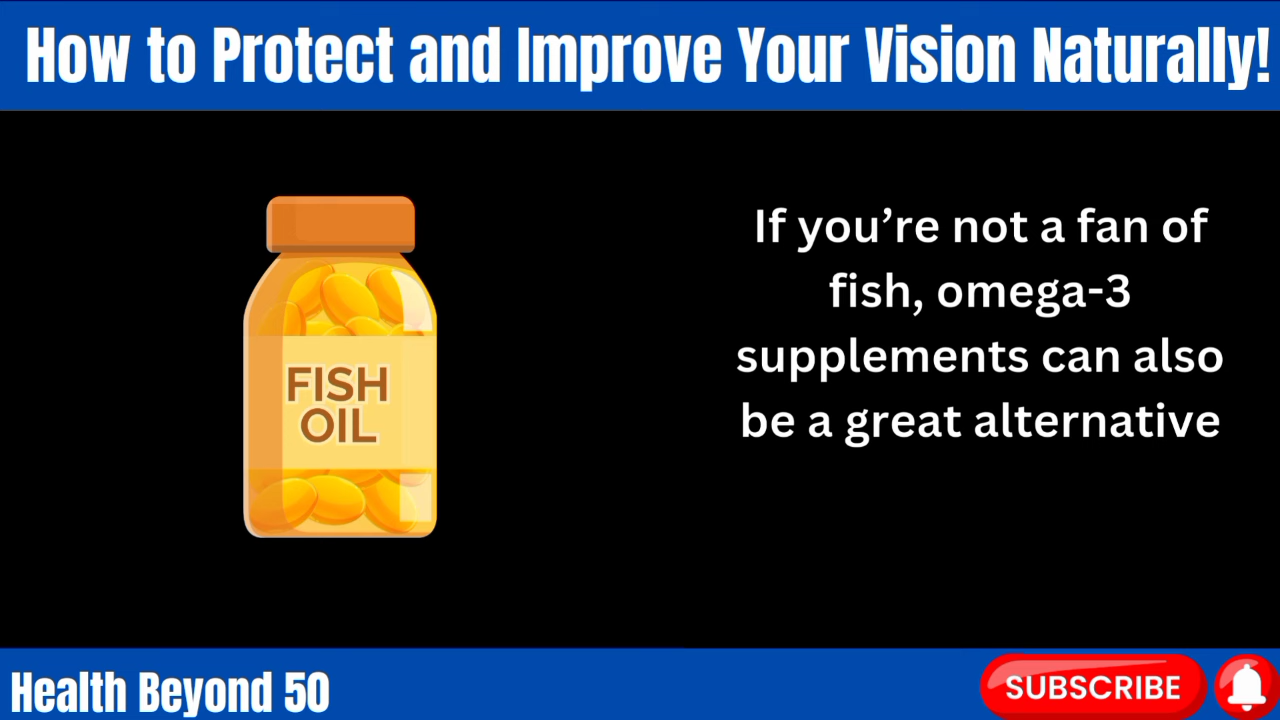 How to Protect and Improve Your Vision Naturally!
FISH
OIL
If you’re not a fan of
fish, omega-3
supplements can also
be a great alternative
Health Beyond 50
SUBSCRIBE